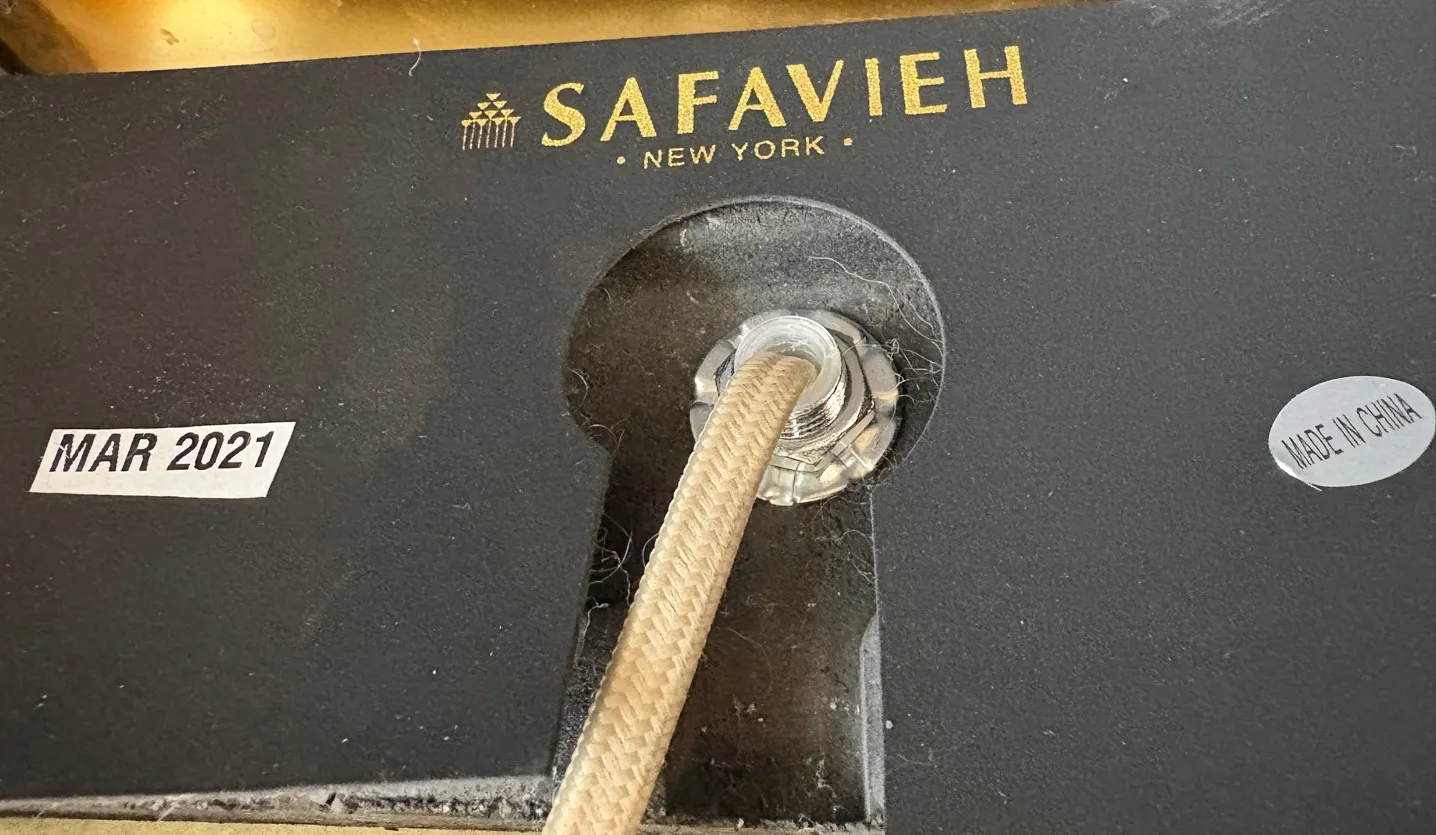 SAFAVIEH
• NEW YORK •
MAR 2021
MADE IN CHINA